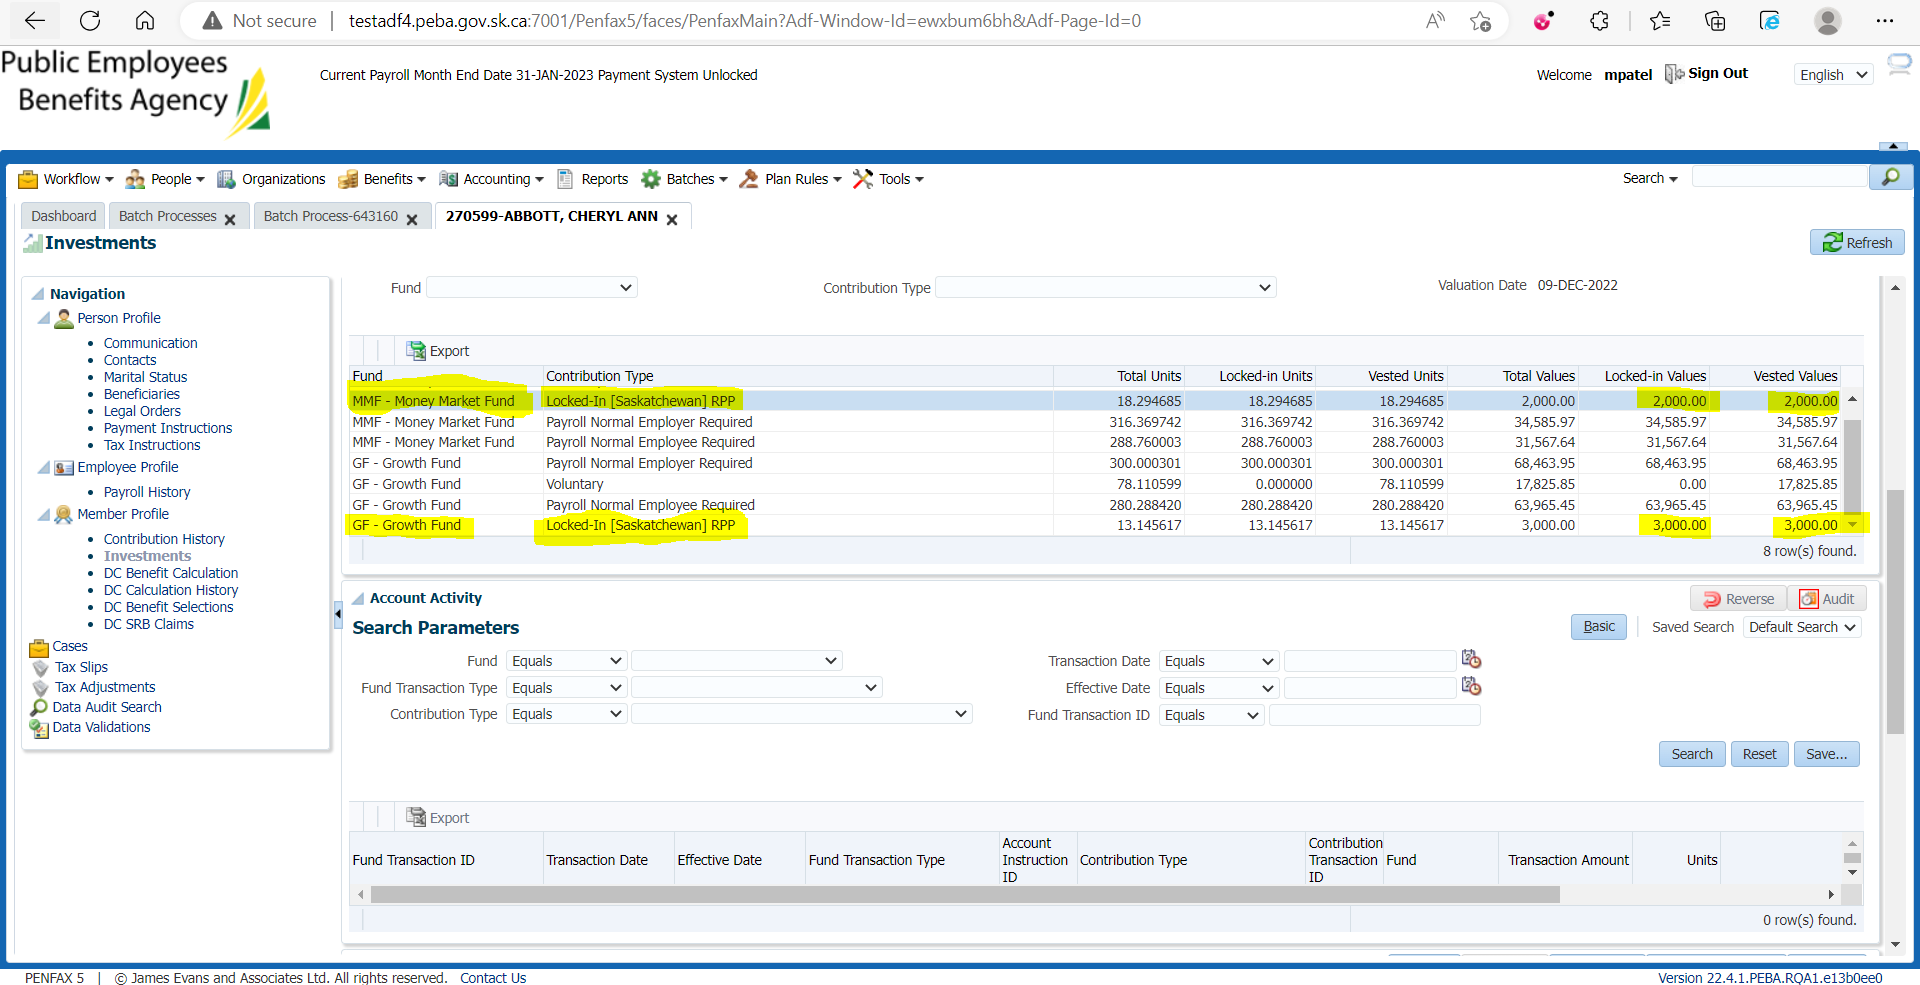 Not secure | testadf4.peba.gov.sk.ca:7001/Penfax5/faces/PenfaxMain?Adf-Window-Id=ewxbum6bh&Adf-Page-Id=0
Public Employees
Benefits Agency
Current Payroll Month End Date 31-JAN-2023 Payment System Unlocked
Welcome mpatel Sign Out English
Workflow People Organizations Benefits Accounting Reports Batches Plan Rules Tools Search
Dashboard Batch Processes Batch Process-643160 270599-ABBOTT, CHERYL ANN
Investments
Refresh
Navigation
Person Profile
Communication
Contacts
Marital Status
Beneficiaries
Legal Orders
Payment Instructions
Tax Instructions
Employee Profile
Payroll History
Member Profile
Contribution History
Investments
DC Benefit Calculation
DC Calculation History
DC Benefit Selections
DC SRB Claims
Cases
Tax Slips
Tax Adjustments
Data Audit Search
Data Validations
Fund Contribution Type Valuation Date 09-DEC-2022
Export
Fund Contribution Type Total Units Locked-in Units Vested Units Total Values Locked-in Values Vested Values
MMF - Money Market Fund Locked-In [Saskatchewan] RPP 18.294685 18.294685 18.294685 2,000.00 2,000.00 2,000.00
MMF - Money Market Fund Payroll Normal Employer Required 316.369742 316.369742 316.369742 34,585.97 34,585.97 34,585.97
MMF - Money Market Fund Payroll Normal Employee Required 288.760003 288.760003 288.760003 31,567.64 31,567.64 31,567.64
GF - Growth Fund Payroll Normal Employer Required 300.000301 300.000301 300.000301 68,463.95 68,463.95 68,463.95
GF - Growth Fund Voluntary 78.110599 0.000000 78.110599 17,825.85 0.00 17,825.85
GF - Growth Fund Payroll Normal Employee Required 280.288420 280.288420 280.288420 63,965.45 63,965.45 63,965.45
GF - Growth Fund Locked-In [Saskatchewan] RPP 13.145617 13.145617 13.145617 3,000.00 3,000.00 3,000.00
8 row(s) found.
Account Activity
Reverse Audit
Search Parameters
Basic Saved Search Default Search
Fund Equals Transaction Date Equals
Fund Transaction Type Equals Effective Date Equals
Contribution Type Equals Fund Transaction ID Equals
Search Reset Save...
Export
Fund Transaction ID Transaction Date Effective Date Fund Transaction Type Account Instruction ID Contribution Type Contribution Transaction ID Fund Transaction Amount Units
0 row(s) found.
PENFAX 5 | © James Evans and Associates Ltd. All rights reserved. Contact Us
Version 22.4.1.PEBA.RQA1.e13b0ee0